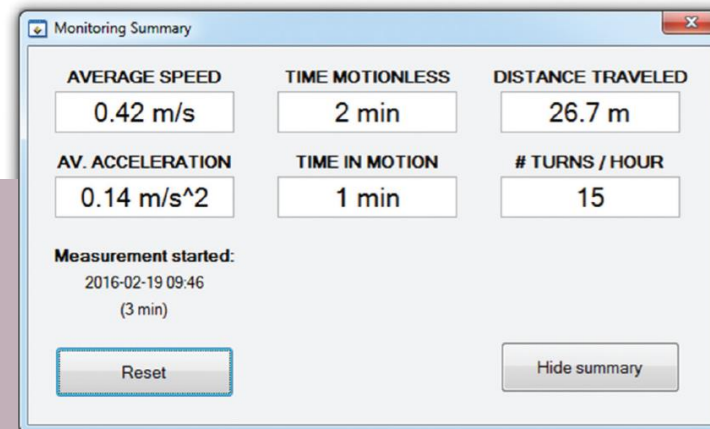 Monitoring Summary
AVERAGE SPEED TIME MOTIONLESS DISTANCE TRAVELED
0.42 m/s 2 min 26.7 m
AV. ACCELERATION TIME IN MOTION # TURNS / HOUR
0.14 m/s^2 1 min 15
Measurement started:
2016-02-19 09:46
(3 min)
Reset Hide summary